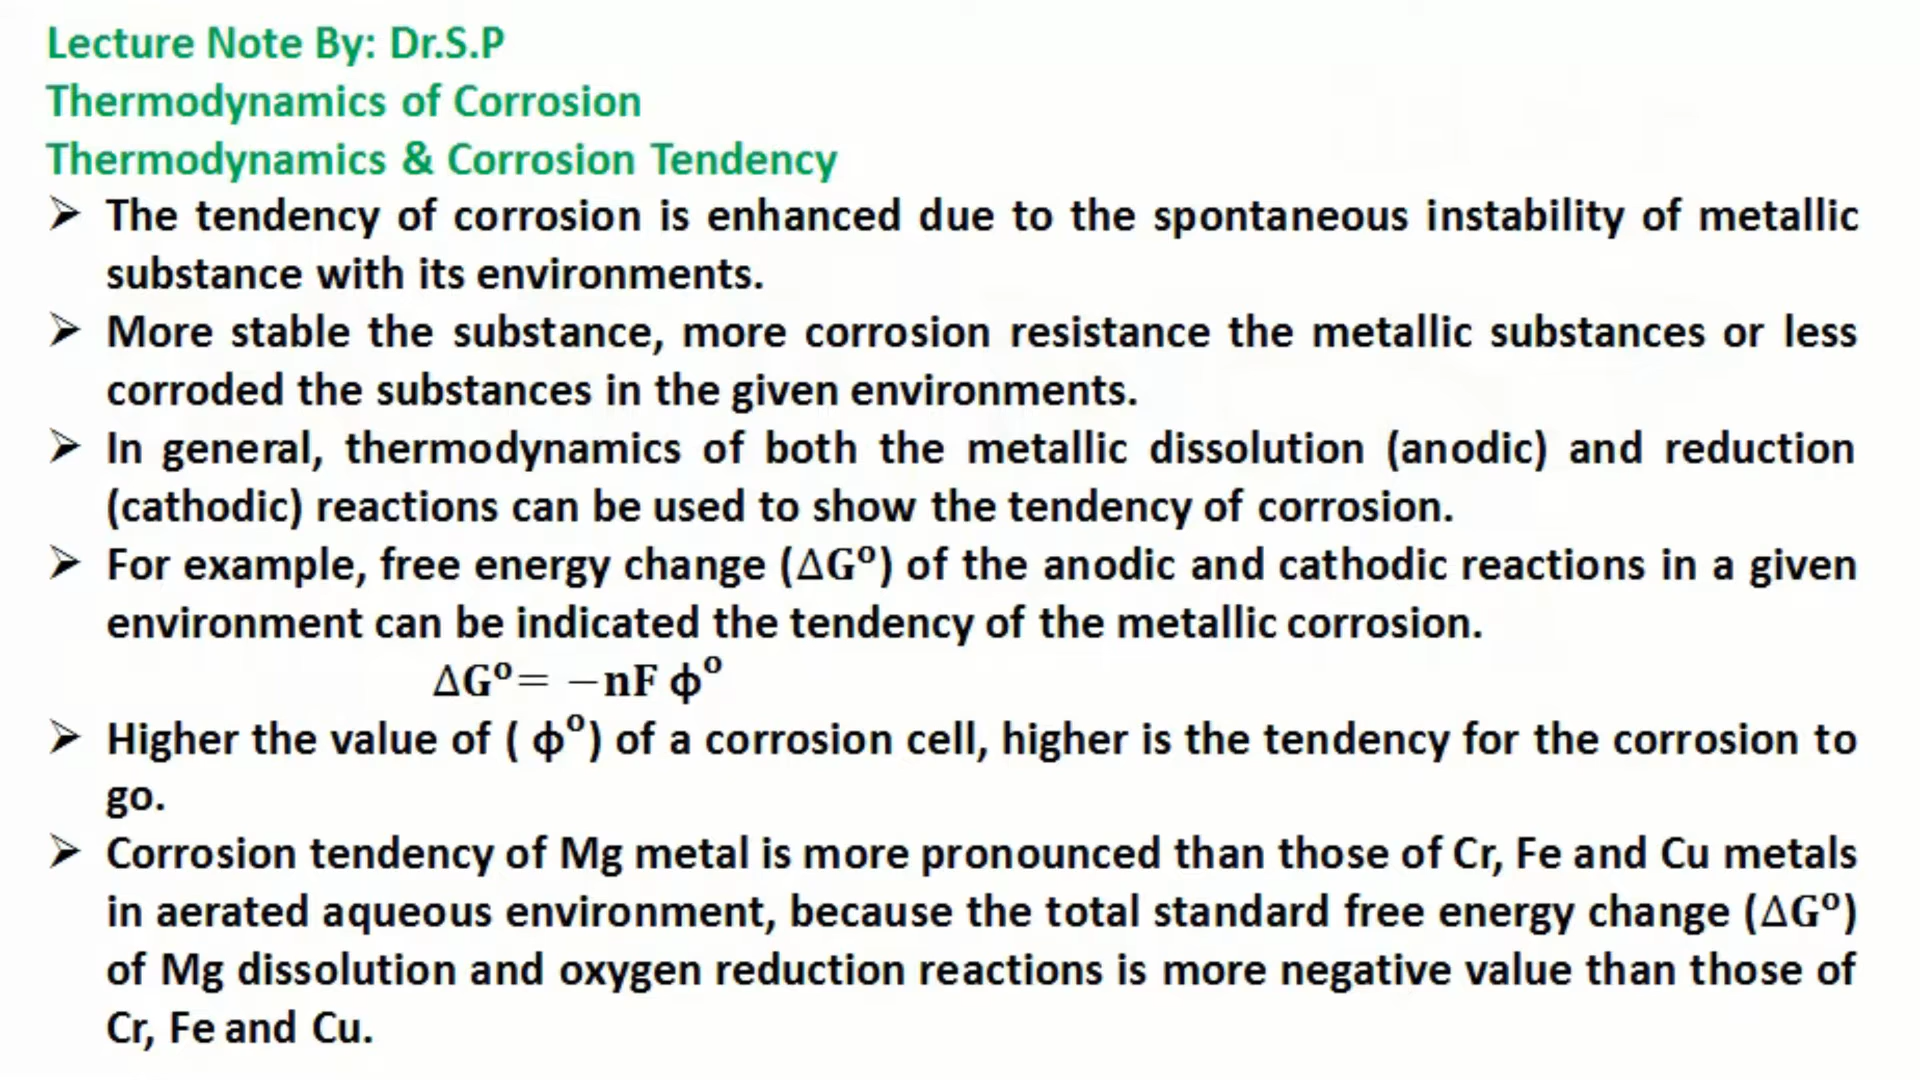 Lecture Note By: Dr.S.P
Thermodynamics of Corrosion
Thermodynamics & Corrosion Tendency
➢ The tendency of corrosion is enhanced due to the spontaneous instability of metallic
substance with its environments.
➢ More stable the substance, more corrosion resistance the metallic substances or less
corroded the substances in the given environments.
➢ In general, thermodynamics of both the metallic dissolution (anodic) and reduction
(cathodic) reactions can be used to show the tendency of corrosion.
➢ For example, free energy change (ΔGº) of the anodic and cathodic reactions in a given
environment can be indicated the tendency of the metallic corrosion.
ΔGº= −nF ϕº
➢ Higher the value of ( ϕº) of a corrosion cell, higher is the tendency for the corrosion to
go.
➢ Corrosion tendency of Mg metal is more pronounced than those of Cr, Fe and Cu metals
in aerated aqueous environment, because the total standard free energy change (ΔGº)
of Mg dissolution and oxygen reduction reactions is more negative value than those of
Cr, Fe and Cu.